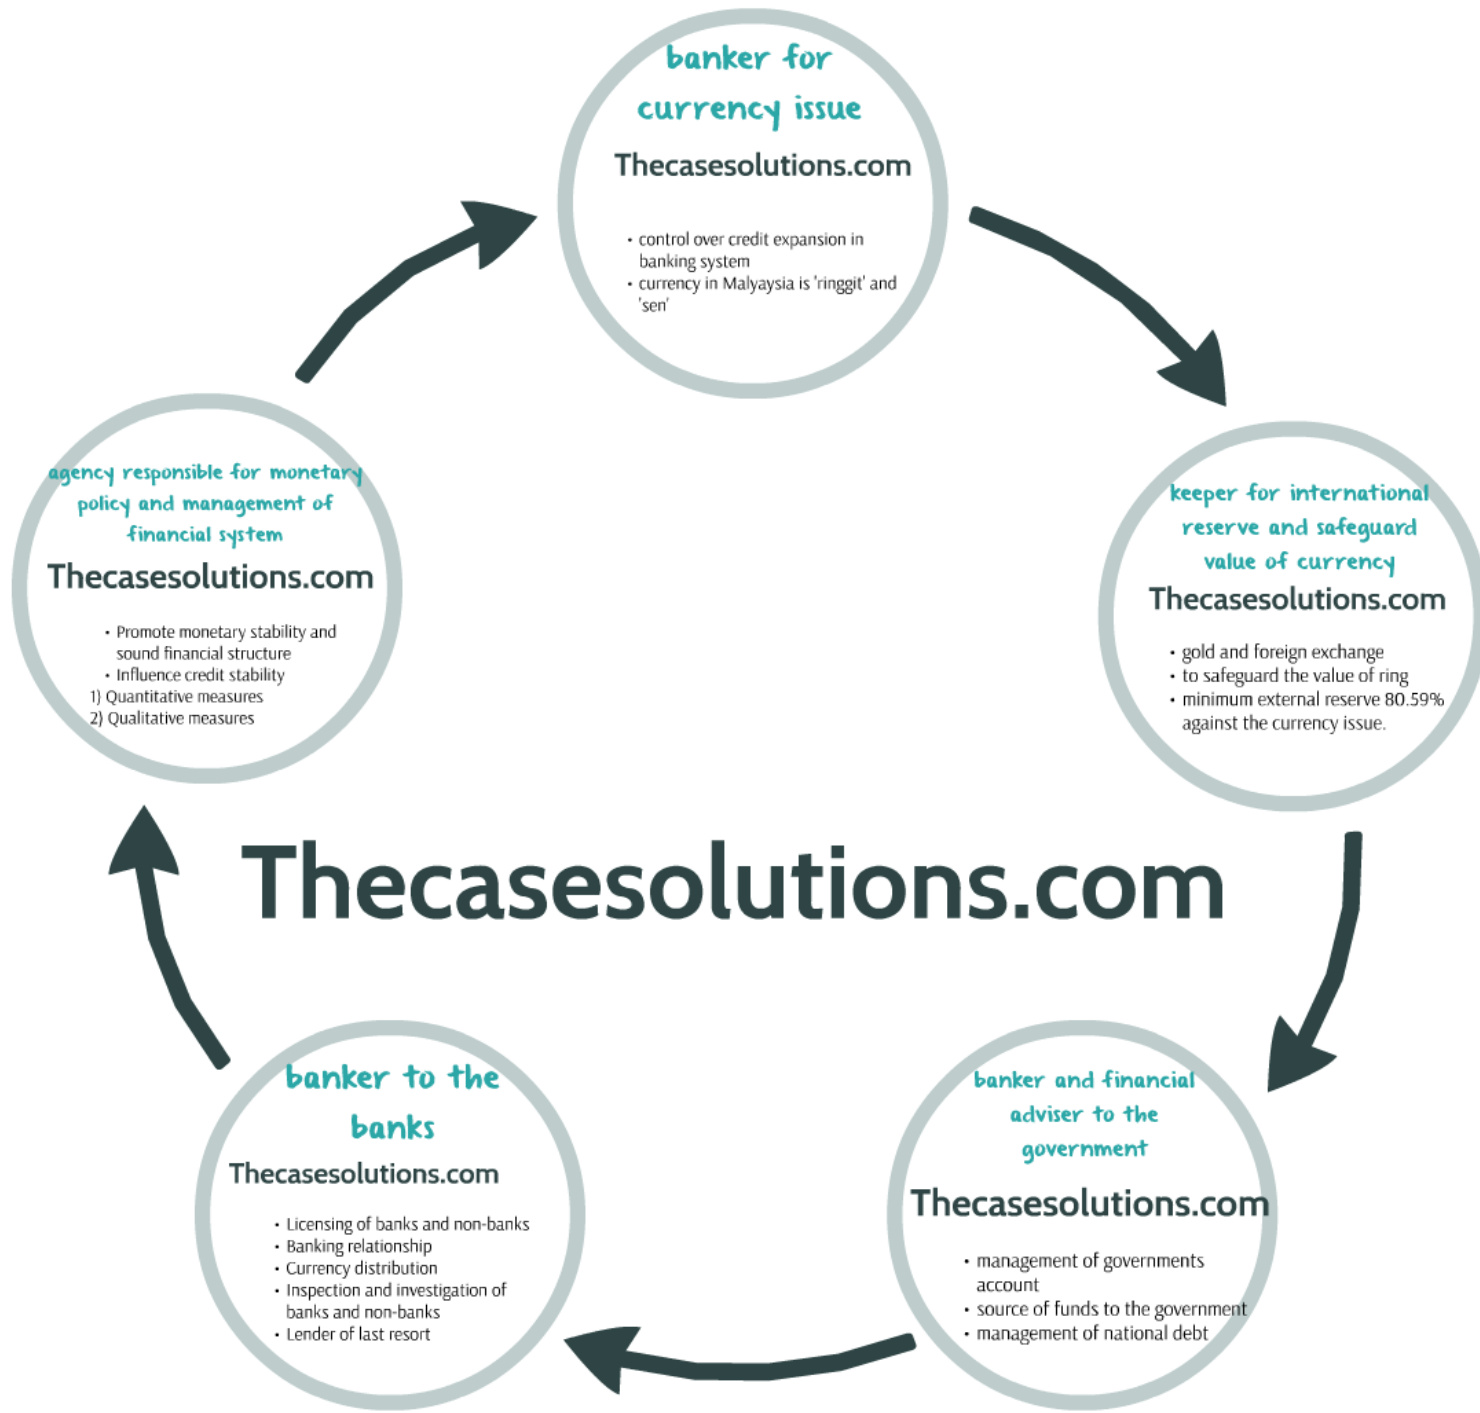 banker for
currency issue
Thecasesolutions.com
• control over credit expansion in
banking system
• currency in Malyaysia is 'ringgit' and
'sen'
keeper for international
reserve and safeguard
value of currency
Thecasesolutions.com
• gold and foreign exchange
• to safeguard the value of ring
• minimum external reserve 80.59%
against the currency issue.
banker and financial
adviser to the
government
Thecasesolutions.com
• management of governments
account
• source of funds to the government
• management of national debt
banker to the
banks
Thecasesolutions.com
• Licensing of banks and non-banks
• Banking relationship
• Currency distribution
• Inspection and investigation of
banks and non-banks
• Lender of last resort
agency responsible for monetary
policy and management of
financial system
Thecasesolutions.com
• Promote monetary stability and
sound financial structure
• Influence credit stability
1) Quantitative measures
2) Qualitative measures
Thecasesolutions.com